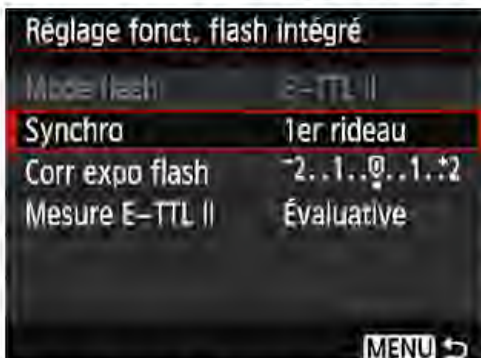 Réglage fonct. flash intégré
Mode flash E-TTL II
Synchro 1er rideau
Corr expo flash -2..1..0..1..+2
Mesure E-TTL II Évaluative
MENU